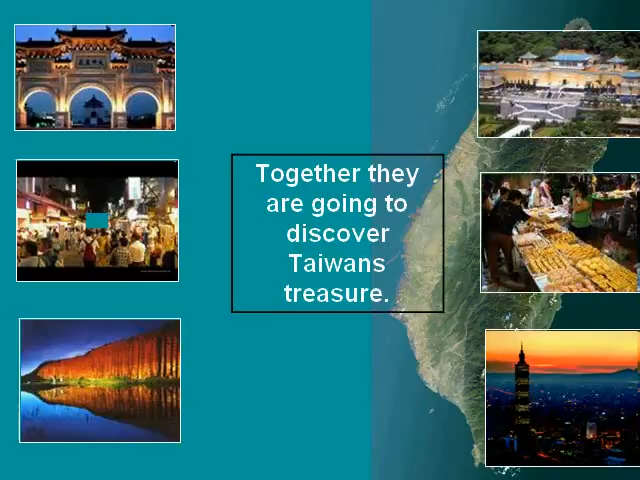 Together they
are going to
discover
Taiwans
treasure.